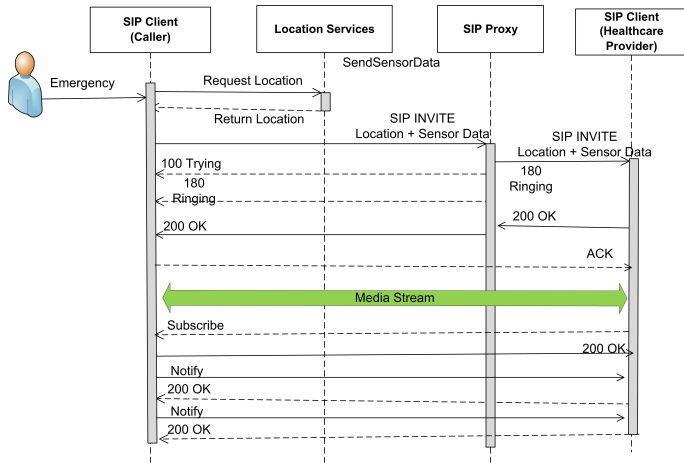 SIP Client
(Caller)
Location Services
SIP Proxy
SIP Client
(Healthcare
Provider)
SendSensorData
Emergency
Request Location
Return Location
SIP INVITE
Location + Sensor Data
SIP INVITE
Location + Sensor Data
100 Trying
180
Ringing
180
Ringing
200 OK
200 OK
ACK
Media Stream
Subscribe
200 OK
Notify
200 OK
Notify
200 OK